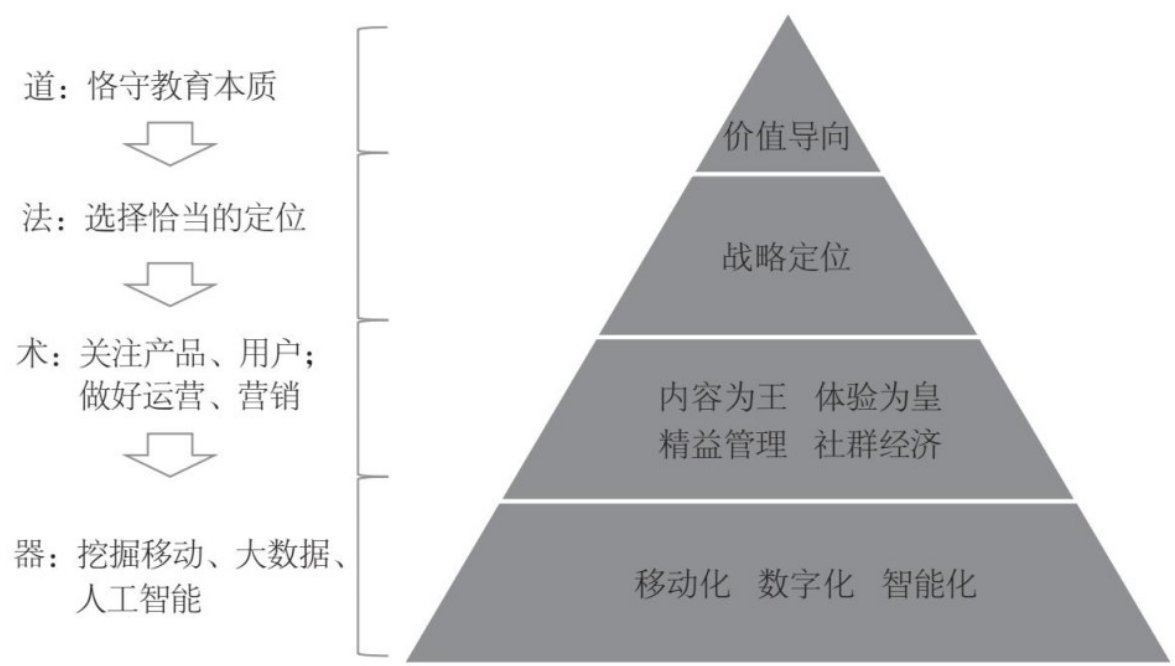 道：恪守教育本质
法：选择恰当的定位
术：关注产品、用户；
做好运营、营销
器：挖掘移动、大数据、
人工智能
价值导向
战略定位
内容为王 体验为皇
精益管理 社群经济
移动化 数字化 智能化